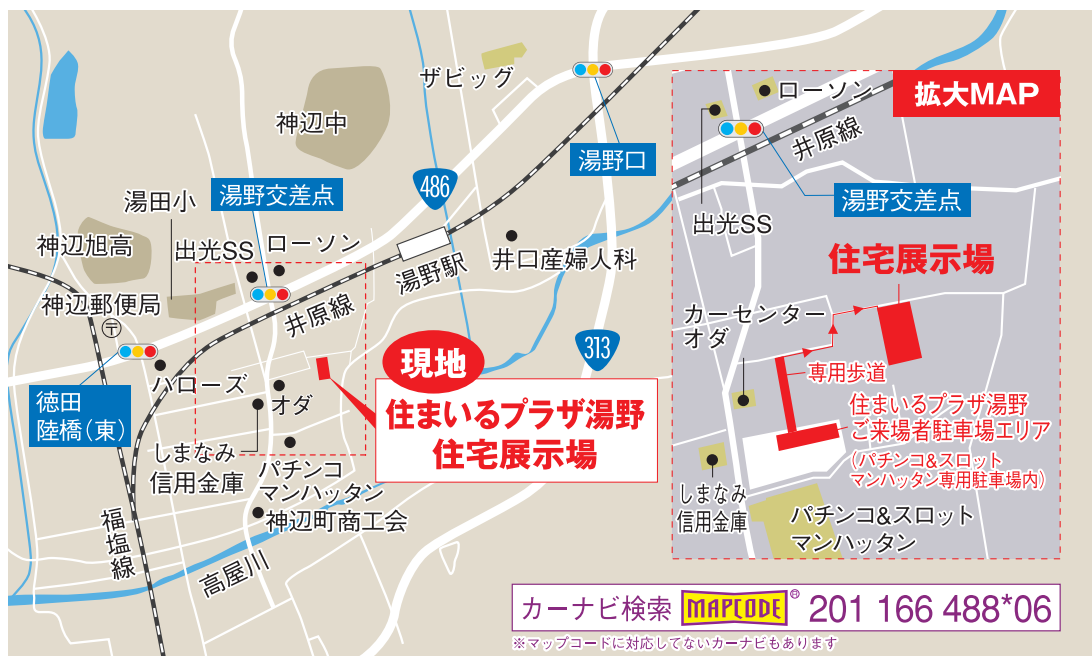 ザビッグ
神辺中
湯野口
486
湯野交差点
湯田小
神辺旭高
出光SS
ローソン
湯野駅
井口産婦人科
神辺郵便局
〒
井原線
313
ハローズ
徳田
陸橋(東)
オダ
しまなみ
信用金庫
パチンコ
マンハッタン
神辺町商工会
福塩線
高屋川
現地
住まいるプラザ湯野
住宅展示場
拡大MAP
ローソン
井原線
湯野交差点
出光SS
住宅展示場
カーセンター
オダ
専用歩道
住まいるプラザ湯野
ご来場者駐車場エリア
(パチンコ&スロット
マンハッタン専用駐車場内)
しまなみ
信用金庫
パチンコ&スロット
マンハッタン
カーナビ検索 MAPCODE® 201 166 488*06
※マップコードに対応してないカーナビもあります